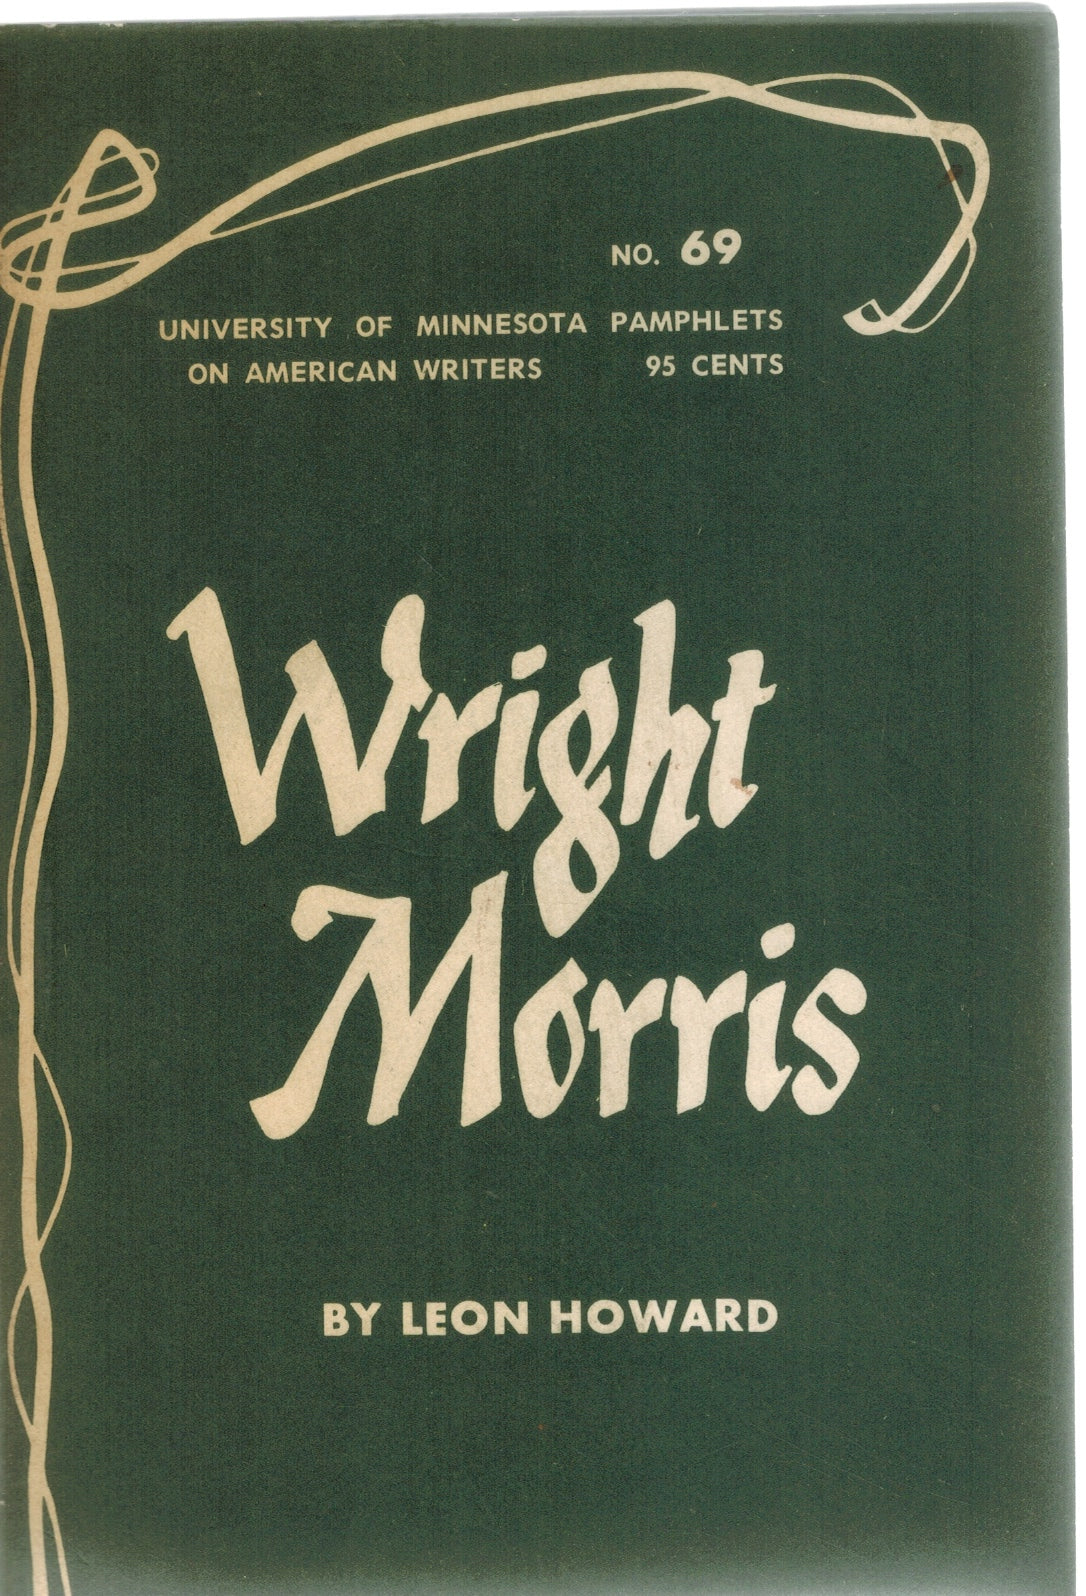 NO. 69
UNIVERSITY OF MINNESOTA PAMPHLETS
ON AMERICAN WRITERS 95 CENTS
Wright
Morris
BY LEON HOWARD